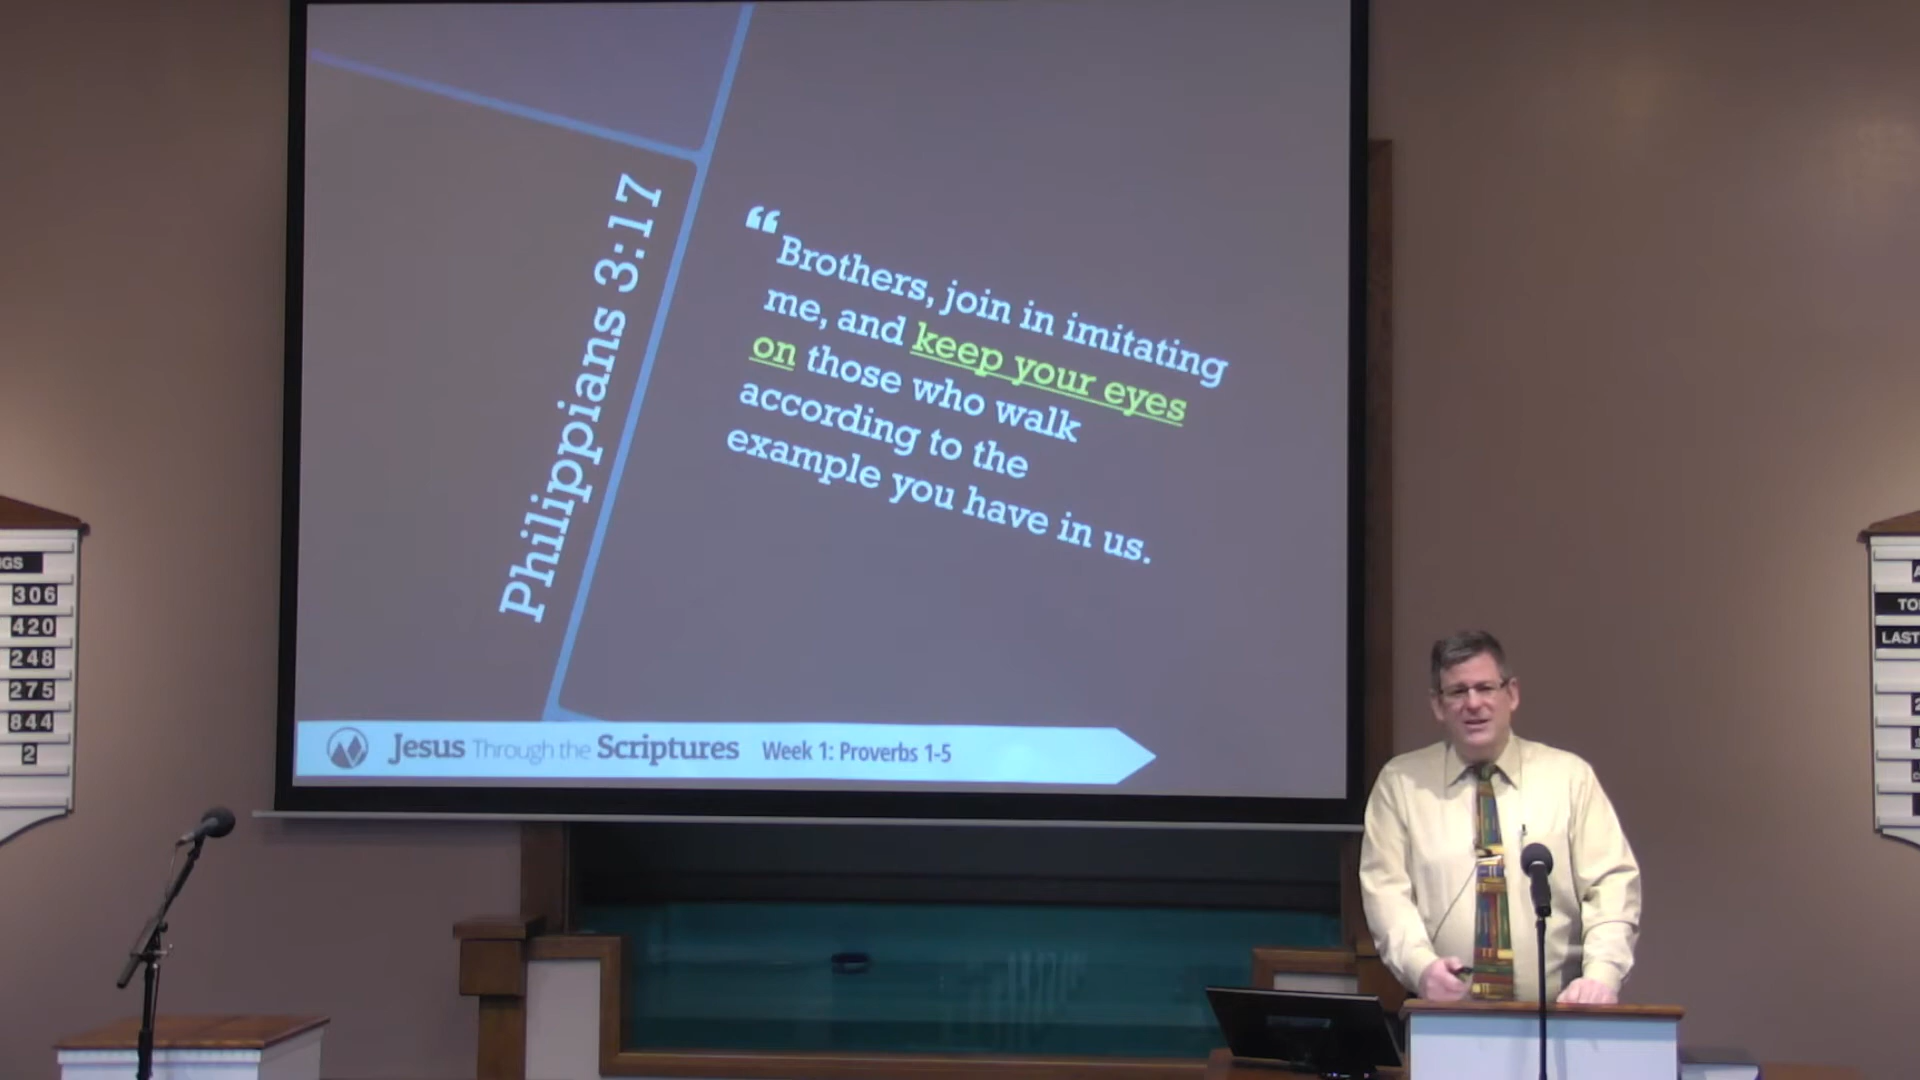 Philippians 3:17
“Brothers, join in imitating
me, and keep your eyes
on those who walk
according to the
example you have in us.
Jesus Through the Scriptures Week 1: Proverbs 1-5
306
420
248
275
844
2
LAST